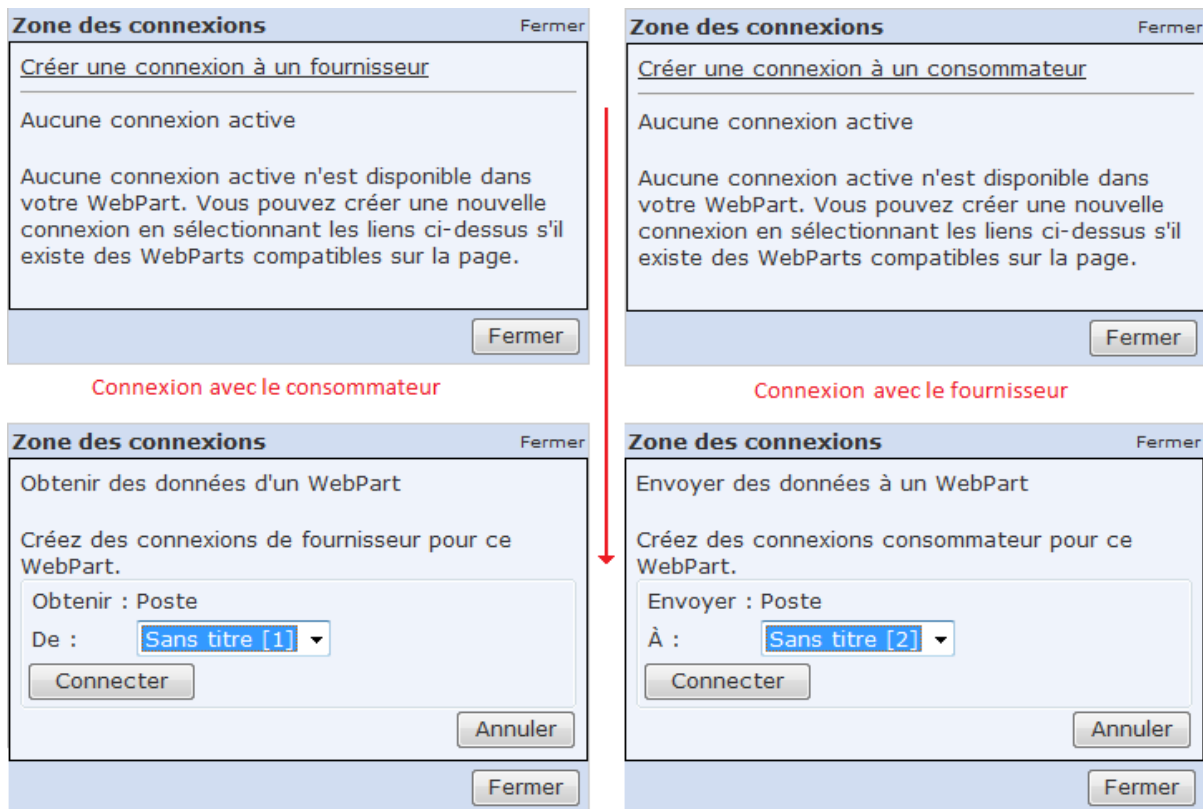 Zone des connexions Fermer
Créer une connexion à un fournisseur
Aucune connexion active
Aucune connexion active n'est disponible dans
votre WebPart. Vous pouvez créer une nouvelle
connexion en sélectionnant les liens ci-dessus s'il
existe des WebParts compatibles sur la page.
Fermer
Connexion avec le consommateur
Zone des connexions Fermer
Créer une connexion à un consommateur
Aucune connexion active
Aucune connexion active n'est disponible dans
votre WebPart. Vous pouvez créer une nouvelle
connexion en sélectionnant les liens ci-dessus s'il
existe des WebParts compatibles sur la page.
Fermer
Connexion avec le fournisseur
Zone des connexions Fermer
Obtenir des données d'un WebPart
Créez des connexions de fournisseur pour ce
WebPart.
Obtenir : Poste
De : Sans titre [1]
Connecter
Annuler
Fermer
Zone des connexions Fermer
Envoyer des données à un WebPart
Créez des connexions consommateur pour ce
WebPart.
Envoyer : Poste
À : Sans titre [2]
Connecter
Annuler
Fermer